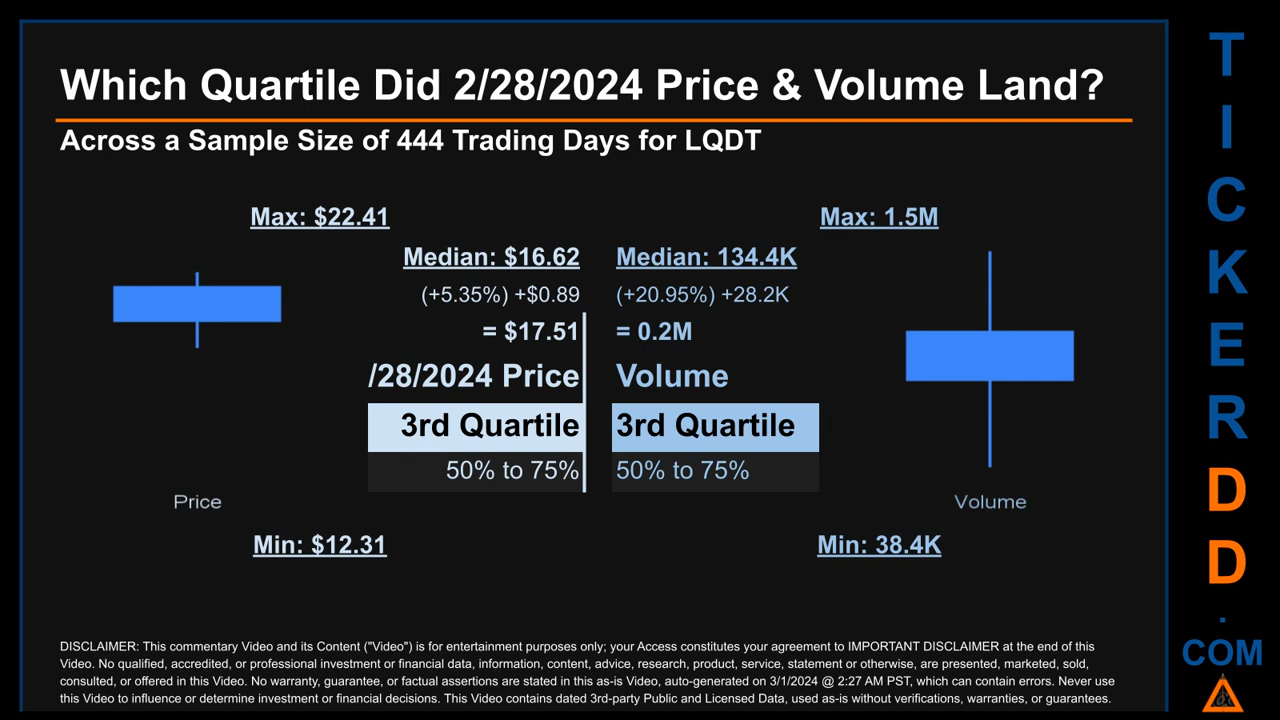 Which Quartile Did 2/28/2024 Price & Volume Land?
Across a Sample Size of 444 Trading Days for LQDT
Max: $22.41
Max: 1.5M
Median: $16.62
Median: 134.4K
(+5.35%) +$0.89
(+20.95%) +28.2K
= $17.51
= 0.2M
/28/2024 Price
Volume
3rd Quartile
3rd Quartile
50% to 75%
50% to 75%
Price
Volume
Min: $12.31
Min: 38.4K
DISCLAIMER: This commentary Video and its Content ("Video") is for entertainment purposes only; your Access constitutes your agreement to IMPORTANT DISCLAIMER at the end of this
Video. No qualified, accredited, or professional investment or financial data, information, content, advice, research, product, service, statement or otherwise, are presented, marketed, sold,
consulted, or offered in this Video. No warranty, guarantee, or factual assertions are stated in this as-is Video, auto-generated on 3/1/2024 @ 2:27 AM PST, which can contain errors. Never use
this Video to influence or determine investment or financial decisions. This Video contains dated 3rd-party Public and Licensed Data, used as-is without verifications, warranties, or guarantees.
TICKERDD
.
COM